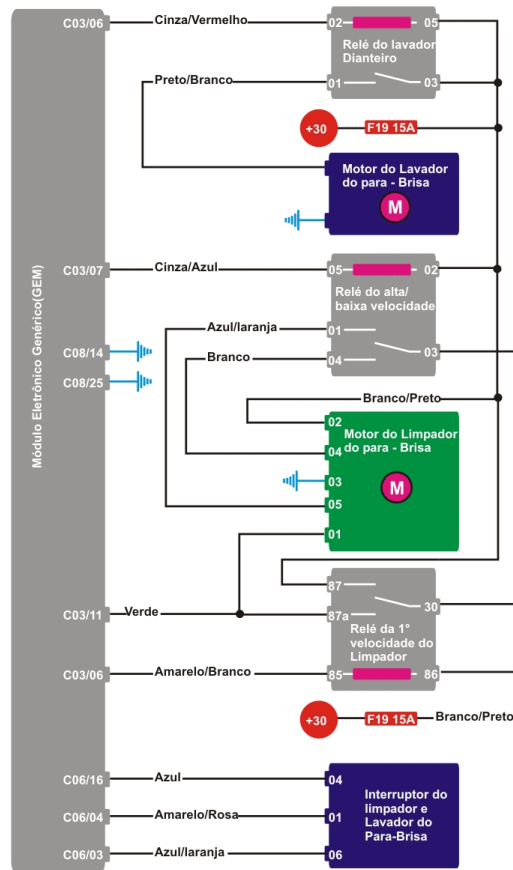 Módulo Eletrônico Genérico(GEM)
C03/06
Cinza/Vermelho
02
05
Relé do lavador
Dianteiro
Preto/Branco
01
03
+30
F19 15A
Motor do Lavador
do para - Brisa
M
C03/07
Cinza/Azul
05
02
Relé do alta/
baixa velocidade
Azul/laranja
01
C08/14
Branco
04
03
C08/25
Branco/Preto
02
Motor do Limpador
do para - Brisa
04
03
M
05
01
87
C03/11
Verde
87a
30
Relé da 1°
velocidade do
Limpador
C03/06
Amarelo/Branco
85
86
+30
F19 15A
Branco/Preto
C06/16
Azul
04
Interruptor do
limpador e
Lavador do
Para-Brisa
C06/04
Amarelo/Rosa
01
C06/03
Azul/laranja
06